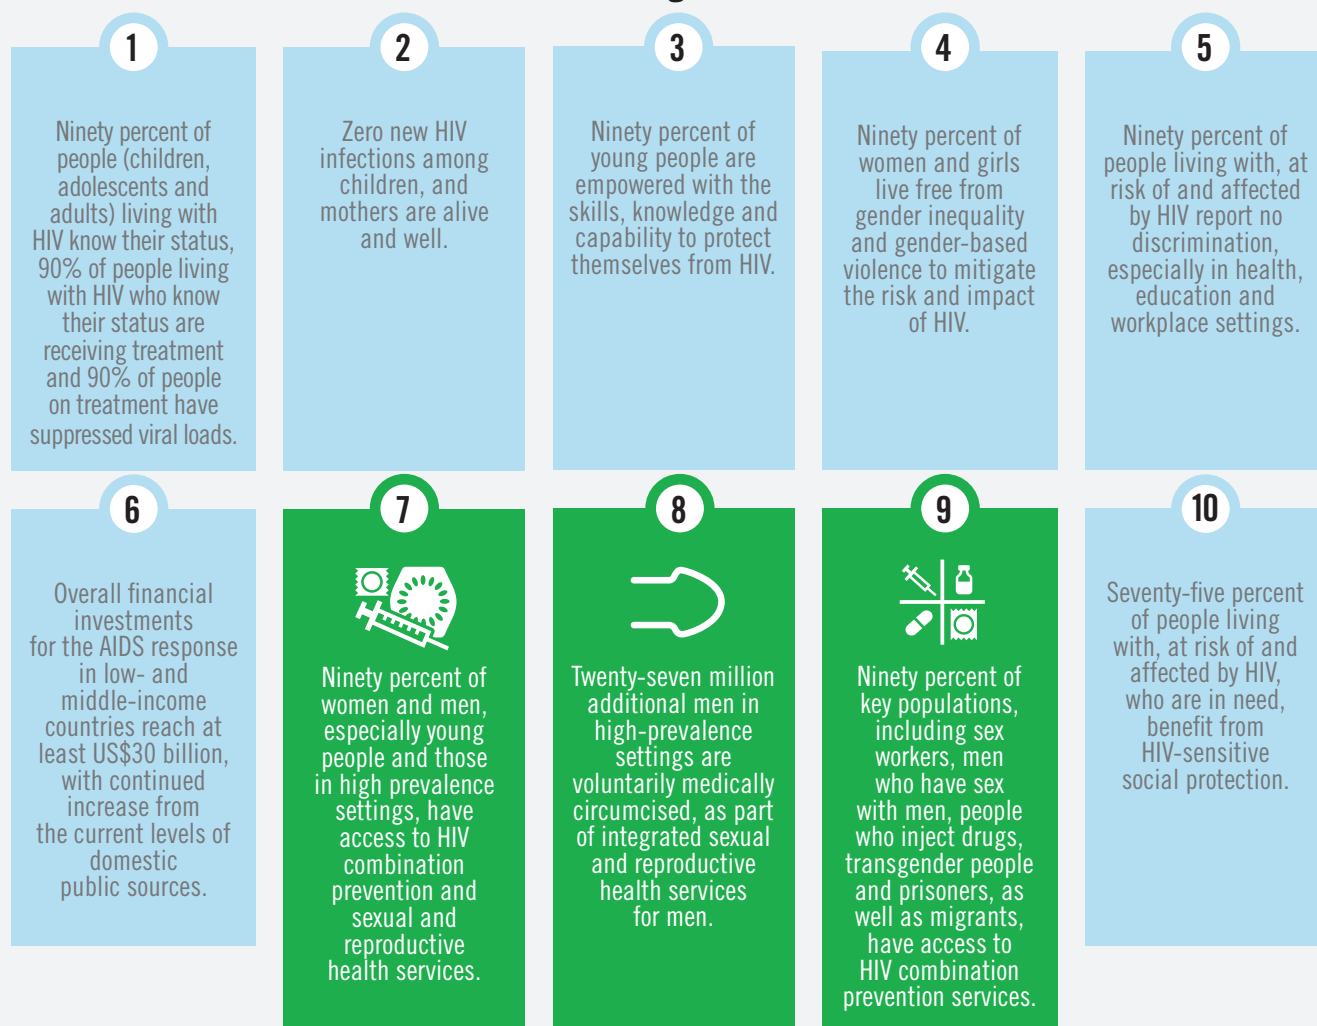 1
Ninety percent of
people (children,
adolescents and
adults) living with
HIV know their status,
90% of people living
with HIV who know
their status are
receiving treatment
and 90% of people
on treatment have
suppressed viral loads.
2
Zero new HIV
infections among
children, and
mothers are alive
and well.
3
Ninety percent of
young people are
empowered with the
skills, knowledge and
capability to protect
themselves from HIV.
4
Ninety percent of
women and girls
live free from
gender inequality
and gender-based
violence to mitigate
the risk and impact
of HIV.
5
Ninety percent of
people living with, at
risk of and affected
by HIV report no
discrimination,
especially in health,
education and
workplace settings.
6
Overall financial
investments
for the AIDS response
in low- and
middle-income
countries reach at
least US$30 billion,
with continued
increase from
the current levels of
domestic
public sources.
7
Ninety percent of
women and men,
especially young
people and those
in high prevalence
settings, have
access to HIV
combination
prevention and
sexual and
reproductive
health services.
8
Twenty-seven million
additional men in
high-prevalence
settings are
voluntarily medically
circumcised, as part
of integrated sexual
and reproductive
health services
for men.
9
Ninety percent of
key populations,
including sex
workers, men
who have sex
with men, people
who inject drugs,
transgender people
and prisoners, as
well as migrants,
have access to
HIV combination
prevention services.
10
Seventy-five percent
of people living
with, at risk of and
affected by HIV,
who are in need,
benefit from
HIV-sensitive
social protection.